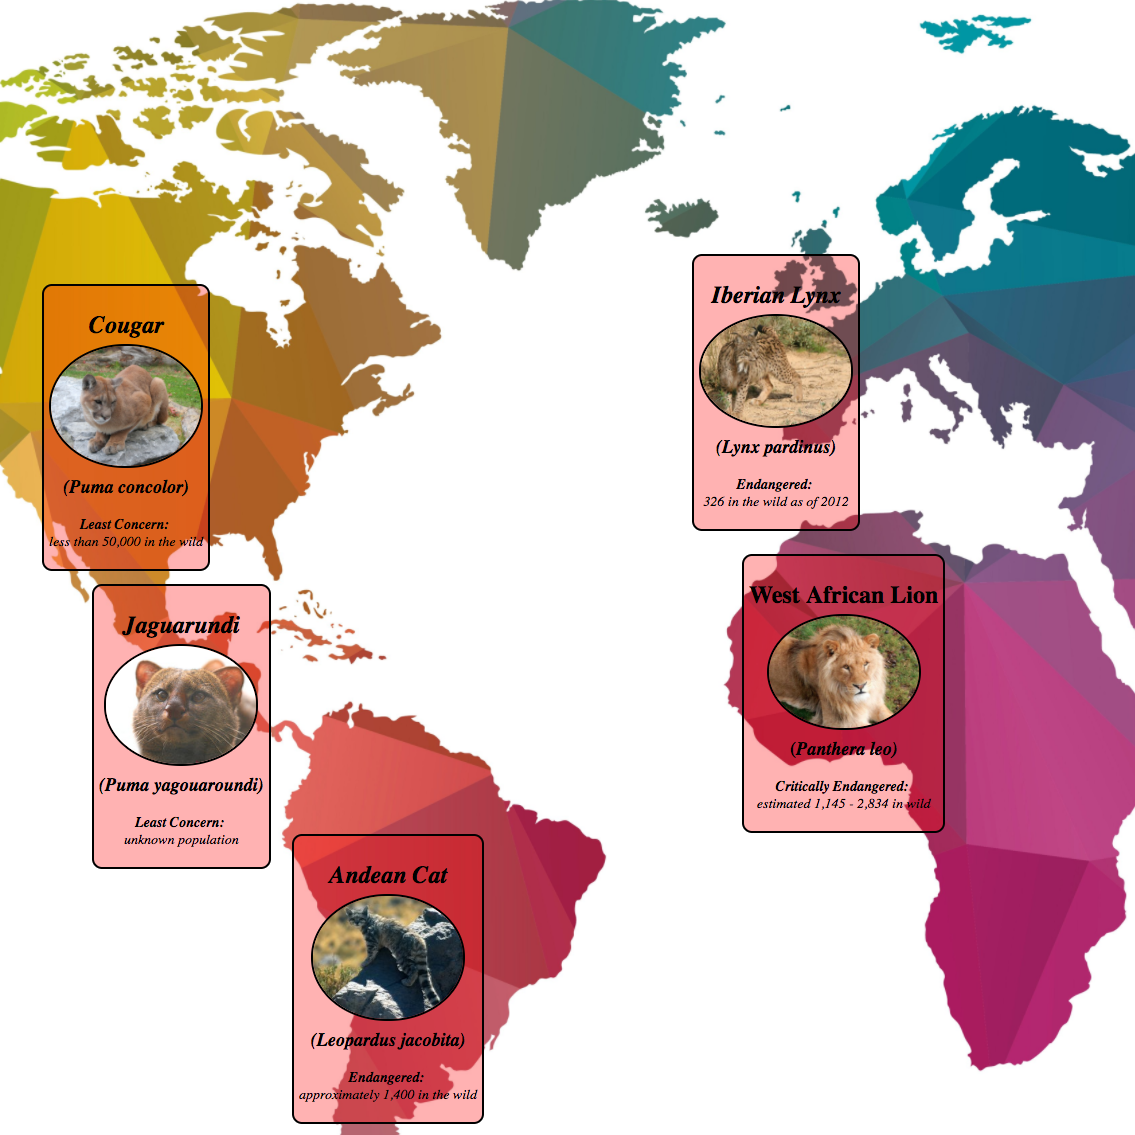 Cougar
(Puma concolor)
Least Concern:
less than 50,000 in the wild
Jaguarundi
(Puma yagouaroundi)
Least Concern:
unknown population
Andean Cat
(Leopardus jacobita)
Endangered:
approximately 1,400 in the wild
Iberian Lynx
(Lynx pardinus)
Endangered:
326 in the wild as of 2012
West African Lion
(Panthera leo)
Critically Endangered:
estimated 1,145 - 2,834 in wild